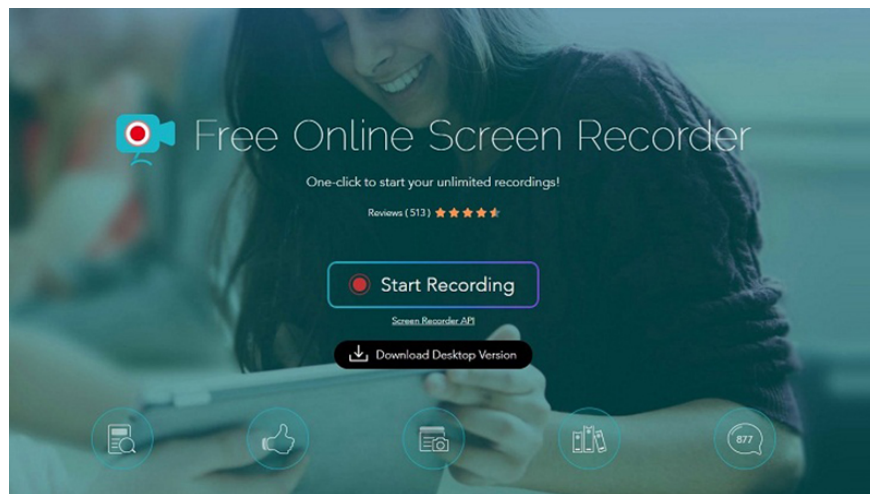 Free Online Screen Recorder
One-click to start your unlimited recordings!
Reviews ( 513 )
Start Recording
Screen Recorder API
Download Desktop Version
877